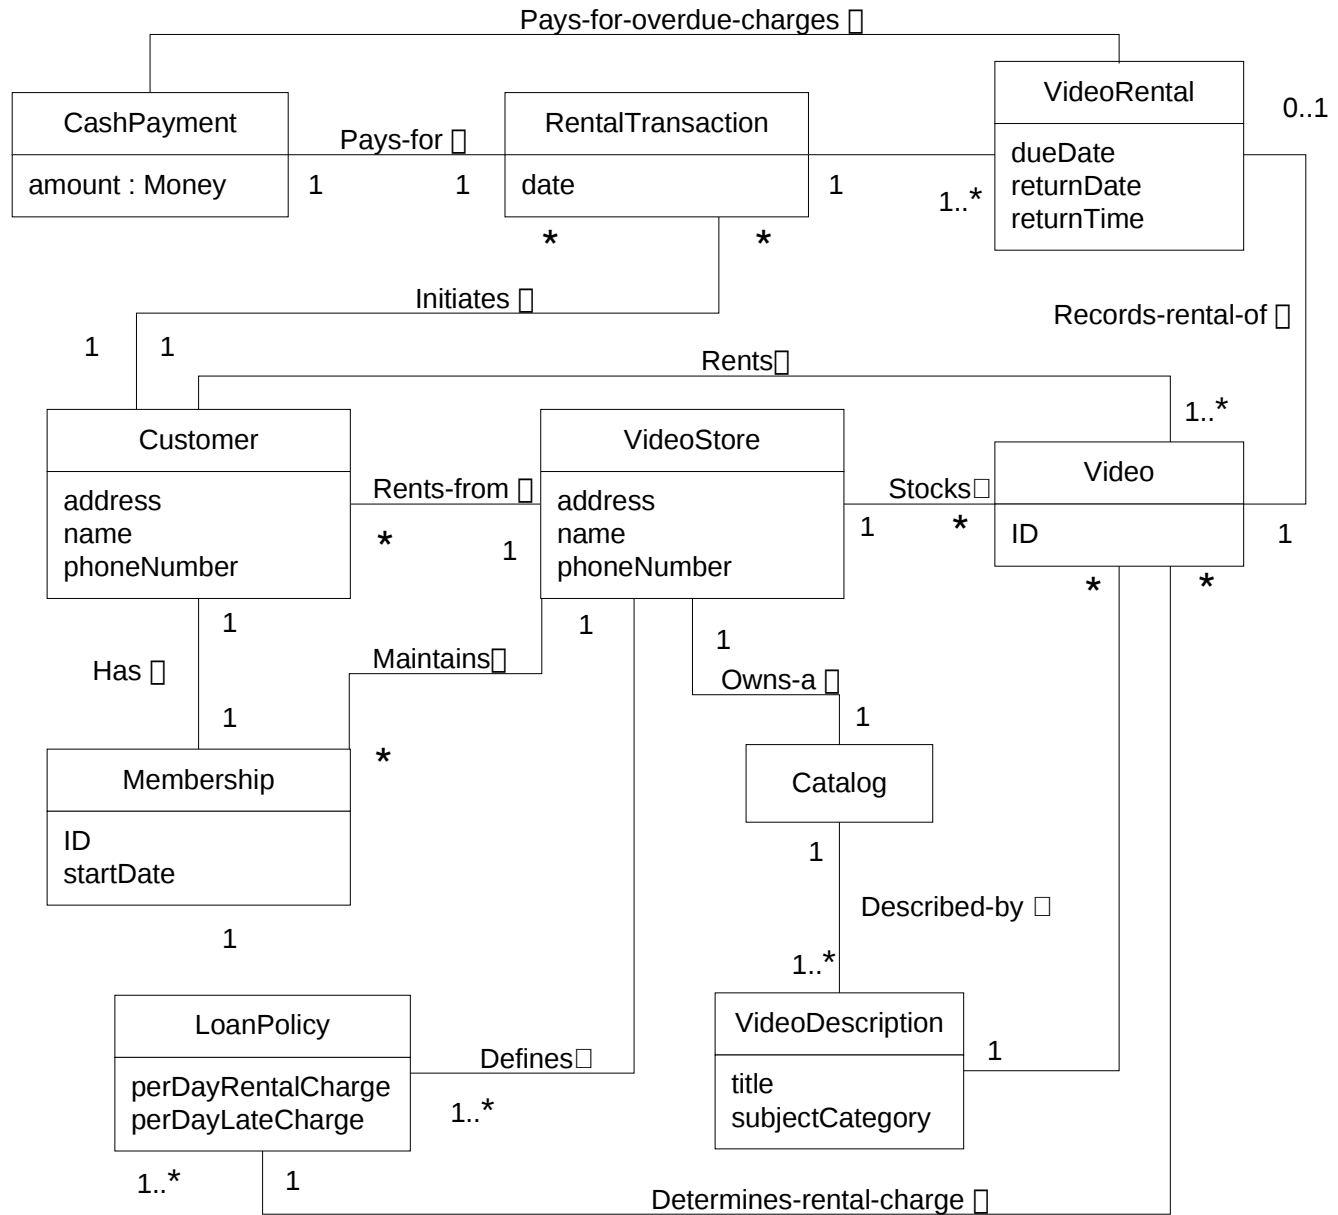 Pays-for-overdue-charges ▯
CashPayment
amount : Money
Pays-for ▯
1
1
RentalTransaction
date
1
1..*
VideoRental
dueDate
returnDate
returnTime
0..1
*
*
Initiates ▯
Records-rental-of ▯
1
1
Rents▯
1..*
Customer
address
name
phoneNumber
Rents-from ▯
*
1
VideoStore
address
name
phoneNumber
Stocks▯
1
*
Video
ID
1
*
*
1
1
1
Has ▯
Maintains▯
Owns-a ▯
1
*
1
Membership
ID
startDate
Catalog
1
1
Described-by ▯
1..*
LoanPolicy
perDayRentalCharge
perDayLateCharge
Defines▯
1..*
VideoDescription
title
subjectCategory
1
1..*
1
Determines-rental-charge ▯